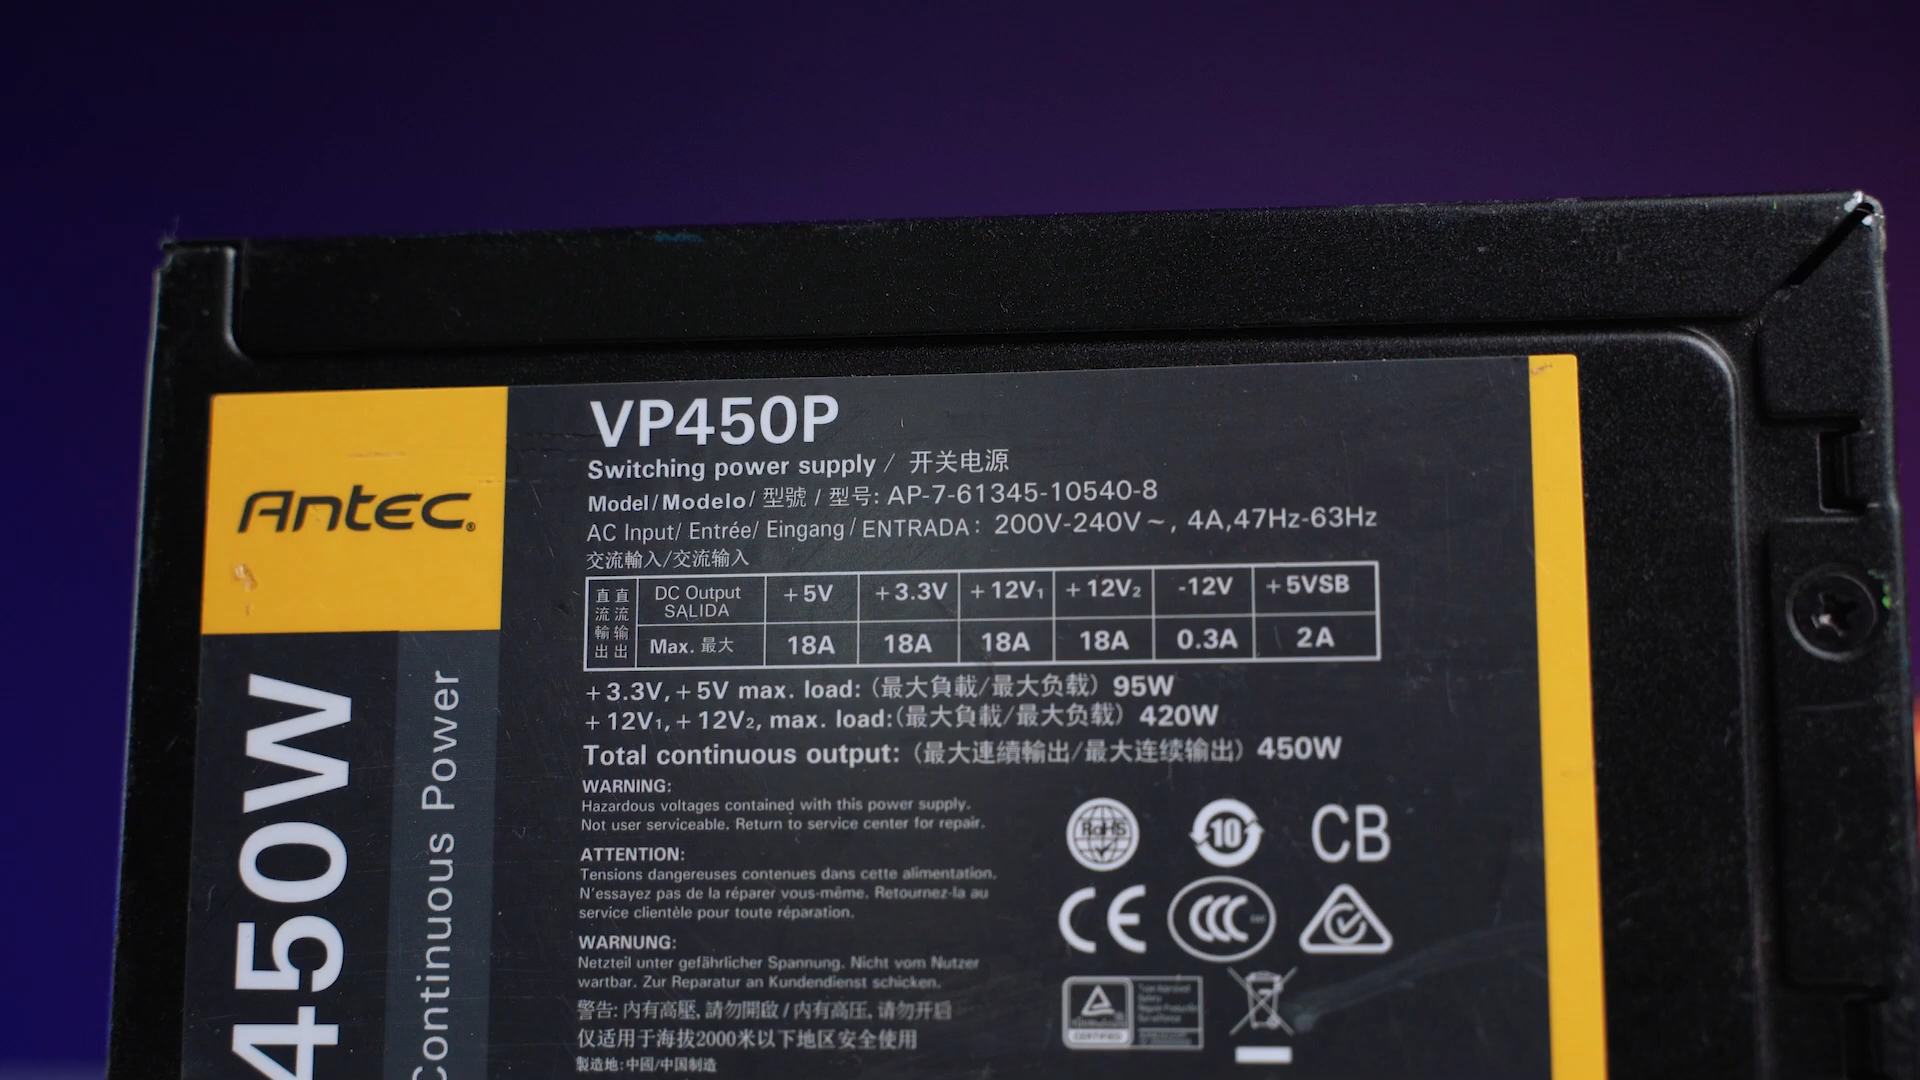 Antec®
450W
Continuous Power
VP450P
Switching power supply / 开关电源
Model/Modelo/型號 / 型号: AP-7-61345-10540-8
AC Input/ Entrée/ Eingang / ENTRADA: 200V-240V~, 4A,47Hz-63Hz
交流輸入/交流输入
直流輸出 直流输出
DC Output SALIDA +5V +3.3V +12V₁ +12V₂ -12V +5VSB
Max. 最大 18A 18A 18A 18A 0.3A 2A
+3.3V,+5V max. load: (最大負載/最大负载) 95W
+12V₁,+12V₂, max. load:(最大負載/最大负载) 420W
Total continuous output: (最大連續輸出/最大连续输出) 450W
WARNING:
Hazardous voltages contained with this power supply.
Not user serviceable. Return to service center for repair.
ATTENTION:
Tensions dangereuses contenues dans cette alimentation.
N'essayez pas de la réparer vous-même. Retournez-la au
service clientèle pour toute réparation.
WARNUNG:
Netzteil unter gefährlicher Spannung. Nicht vom Nutzer
wartbar. Zur Reparatur an Kundendienst schicken.
警告: 內有高壓, 請勿開啟 / 内有高压, 请勿开启
仅适用于海拔2000米以下地区安全使用
製造地: 中國/中国制造
RoHS 10 CB
CE CCC